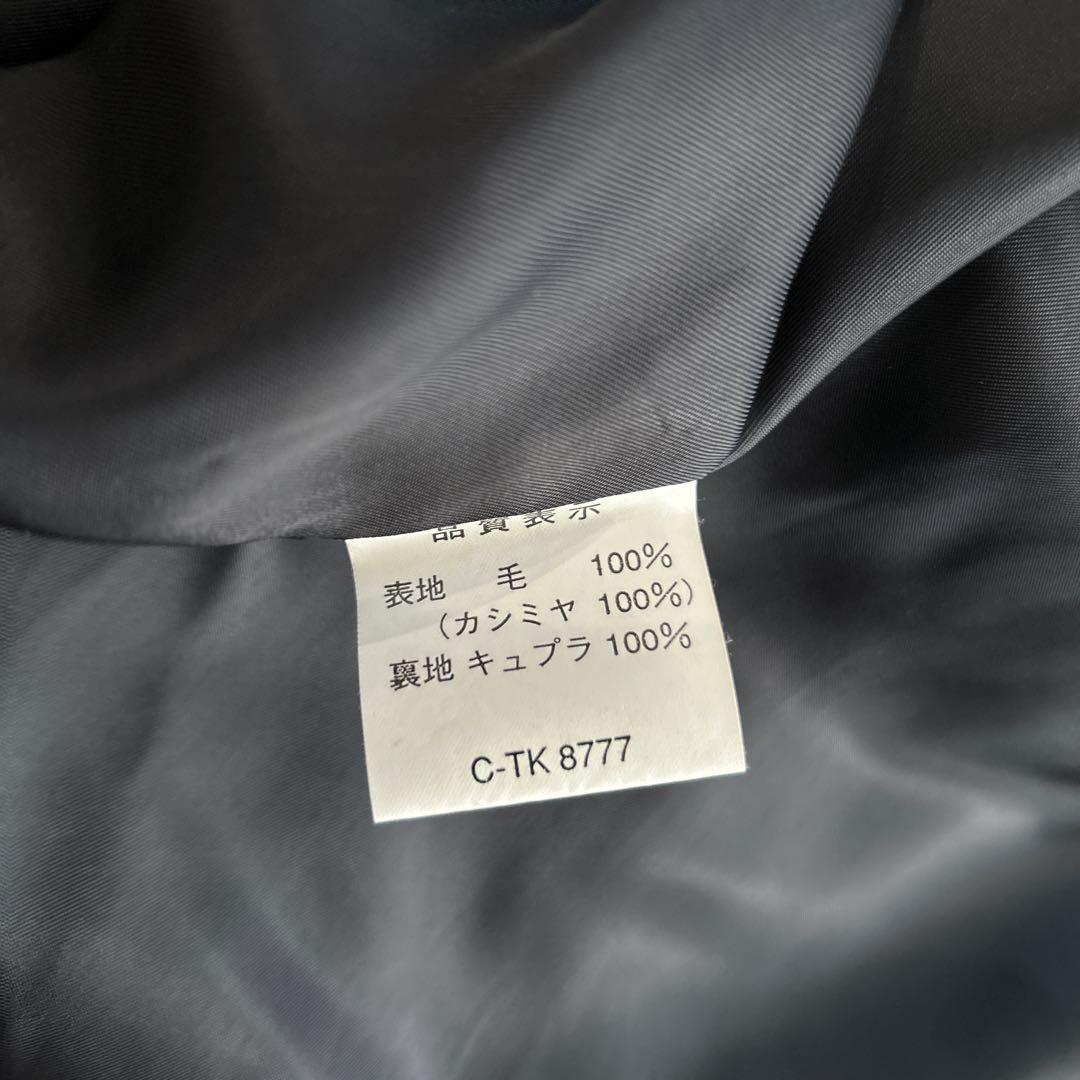 品質表示
表地 毛 100%
(カシミヤ 100%)
裏地 キュプラ 100%
C-TK 8777